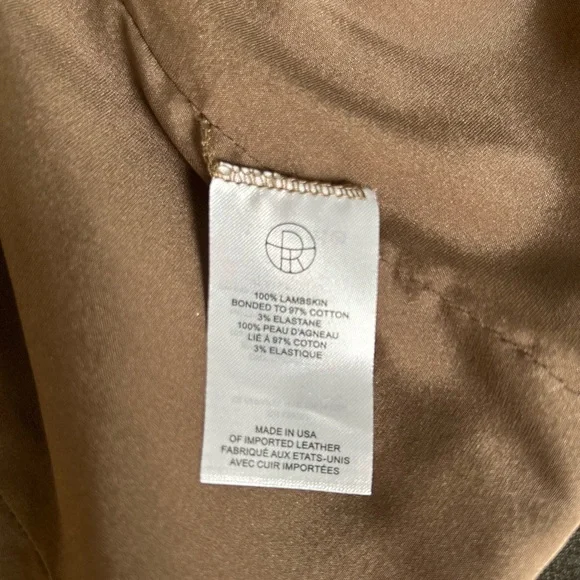 100% LAMBSKIN
BONDED TO 97% COTTON
3% ELASTANE
100% PEAU D'AGNEAU
LIÉ À 97% COTON
3% ELASTIQUE
MADE IN USA
OF IMPORTED LEATHER
FABRIQUÉ AUX ETATS-UNIS
AVEC CUIR IMPORTÉES